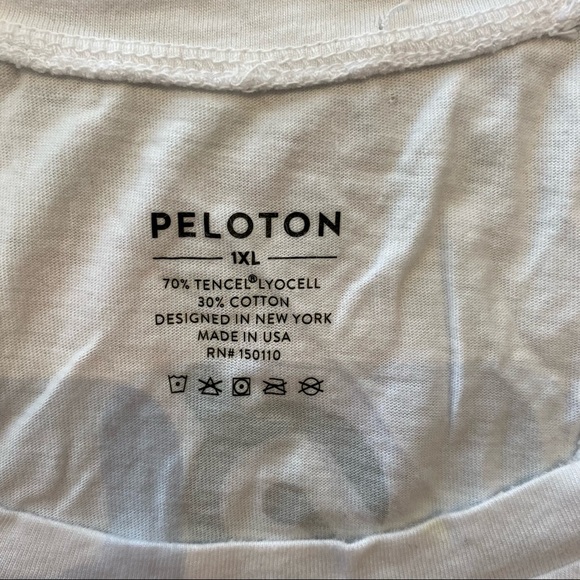 PELOTON
1XL
70% TENCEL® LYOCELL
30% COTTON
DESIGNED IN NEW YORK
MADE IN USA
RN# 150110